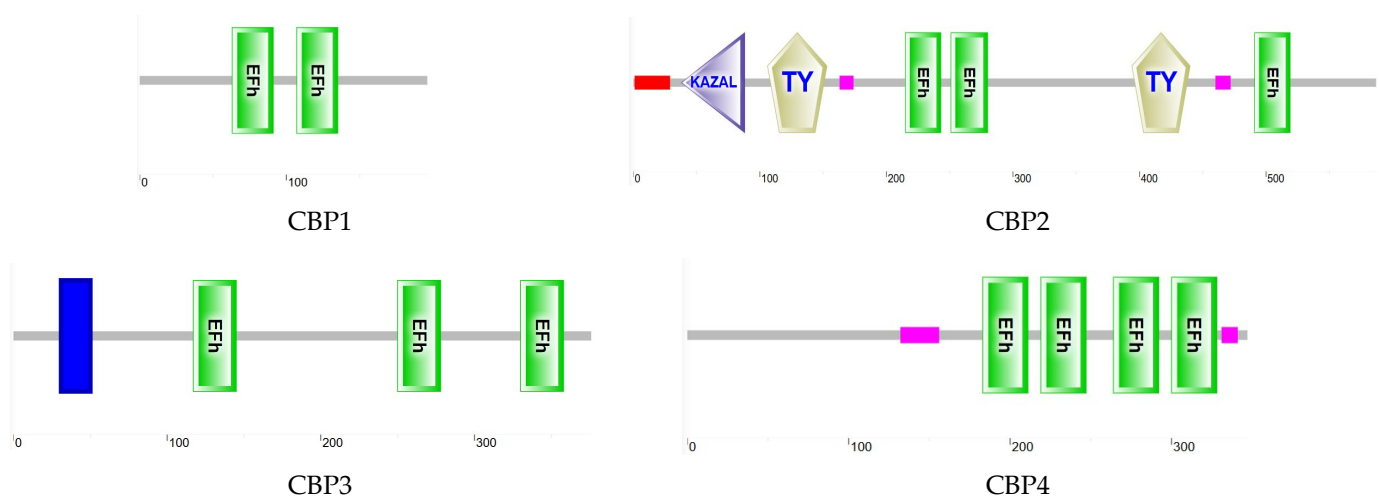 EFh EFh
0 100
CBP1
KAZAL TY EFh EFh TY EFh
0 100 200 300 400 500
CBP2
EFh EFh EFh
0 100 200 300
CBP3
EFh EFh EFh EFh
0 100 200 300
CBP4